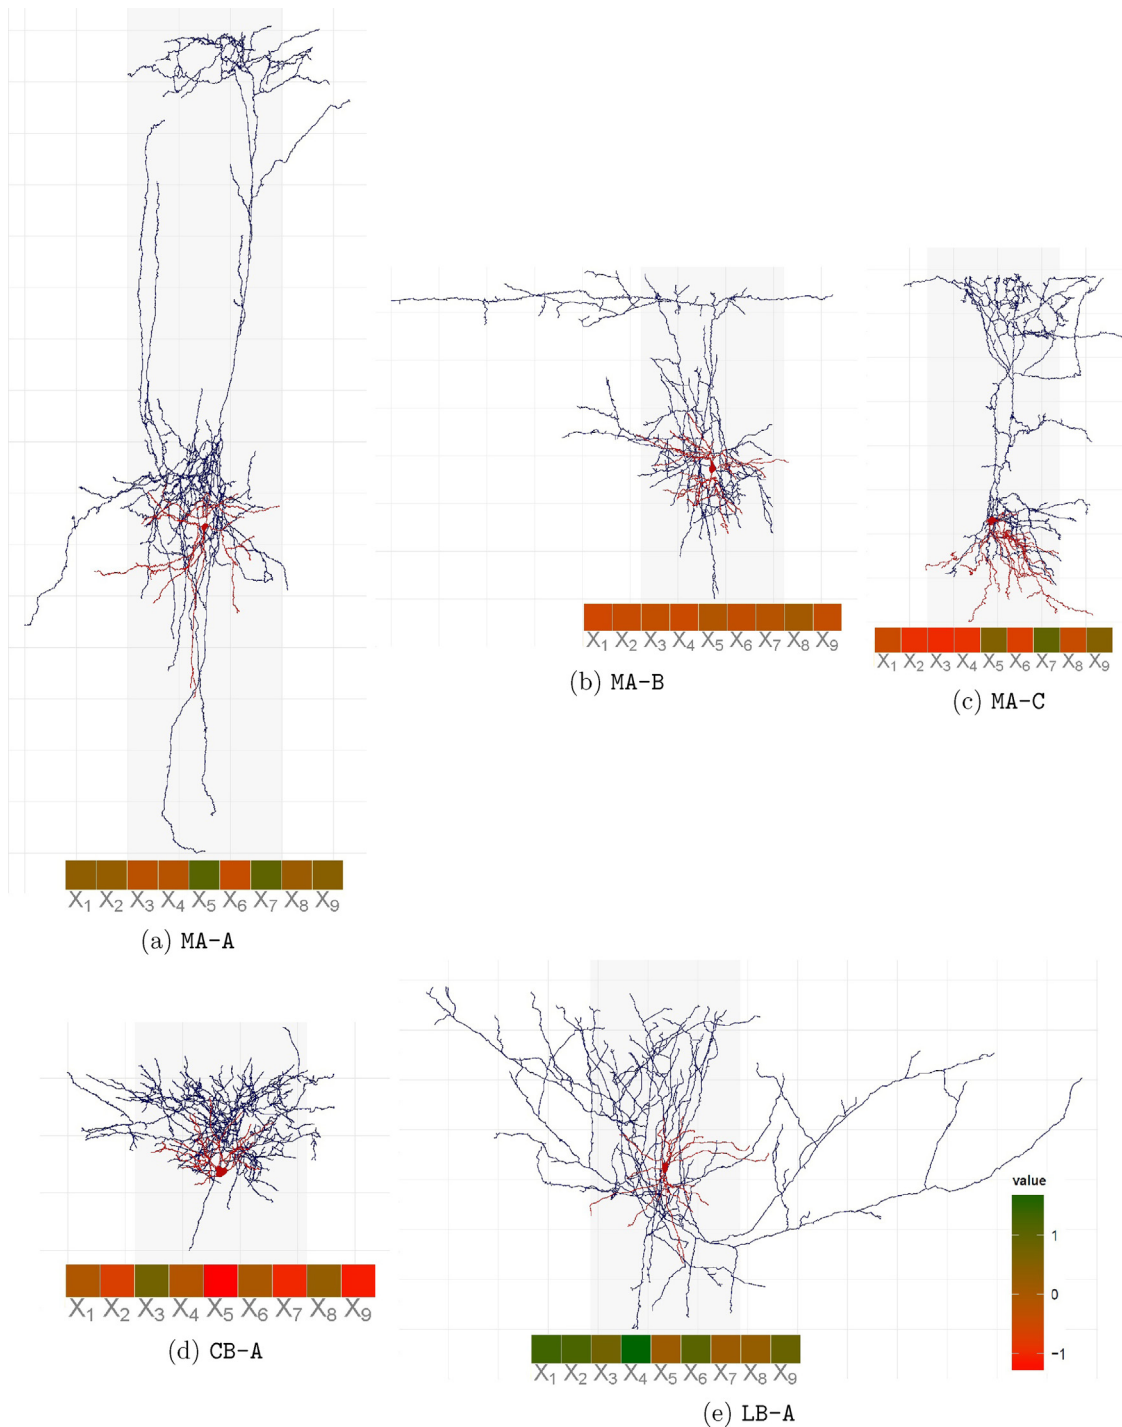 X1 X2 X3 X4 X5 X6 X7 X8 X9
(b) MA-B
X1 X2 X3 X4 X5 X6 X7 X8 X9
(c) MA-C
X1 X2 X3 X4 X5 X6 X7 X8 X9
(a) MA-A
X1 X2 X3 X4 X5 X6 X7 X8 X9
(d) CB-A
value
1
0
−1
X1 X2 X3 X4 X5 X6 X7 X8 X9
(e) LB-A